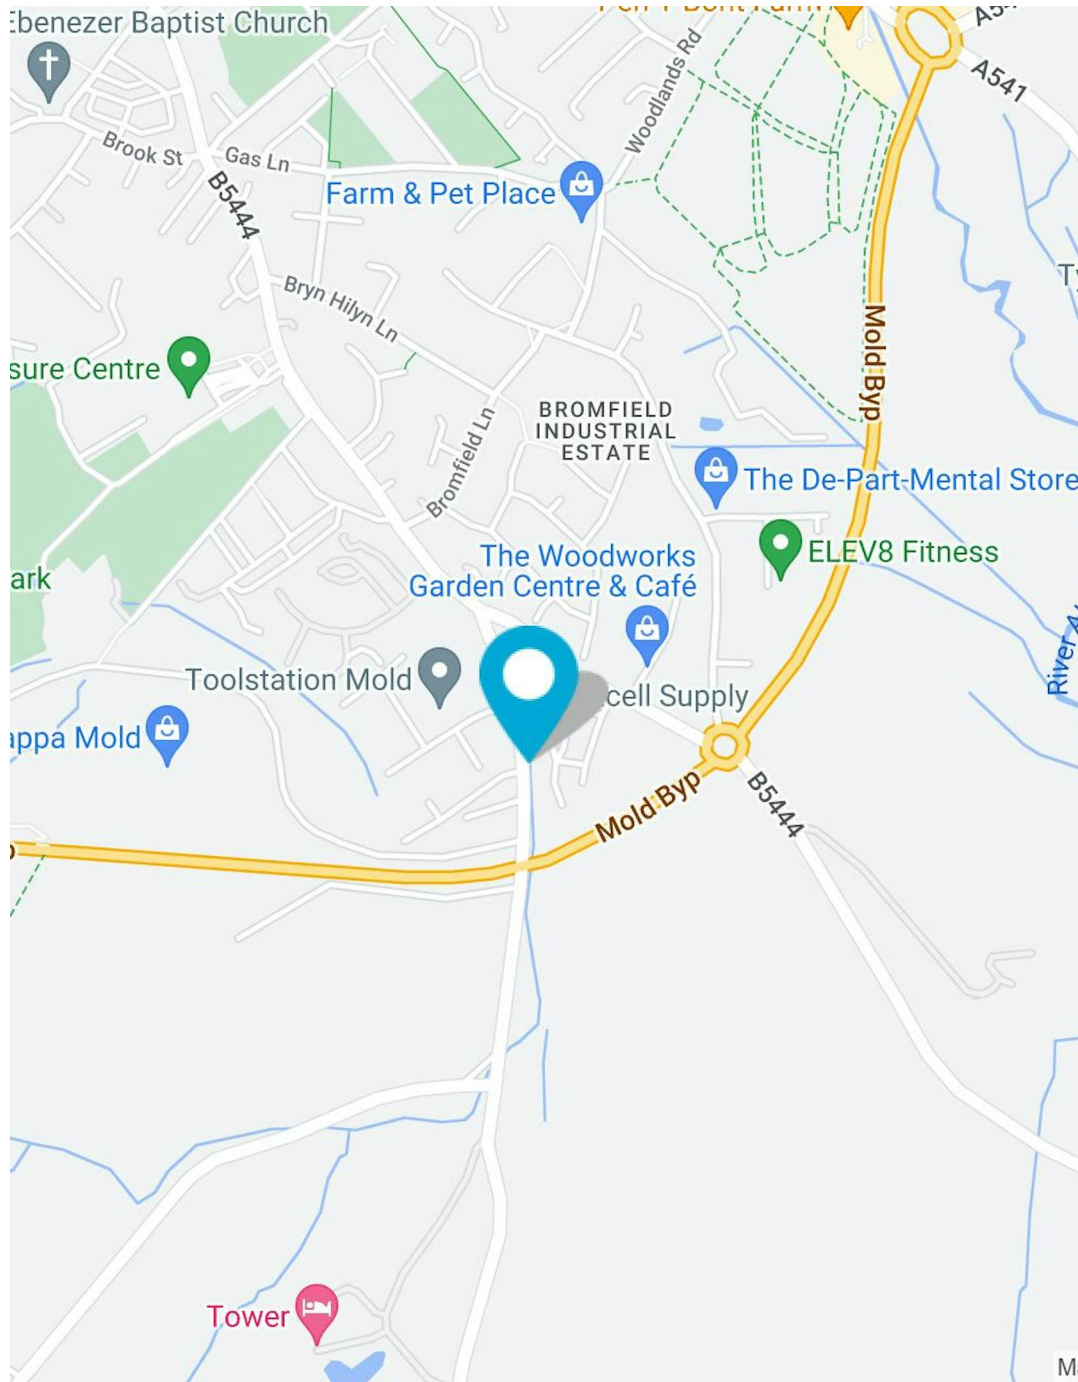 Ebenezer Baptist Church
A541
Woodlands Rd
Brook St
Gas Ln
B5444
Farm & Pet Place
Bryn Hilyn Ln
Mold Byp
sure Centre
BROMFIELD
INDUSTRIAL
ESTATE
Bromfield Ln
The De-Part-Mental Store
ELEV8 Fitness
The Woodworks
Garden Centre & Café
ark
River
Toolstation Mold
cell Supply
appa Mold
Mold Byp
B5444
Tower